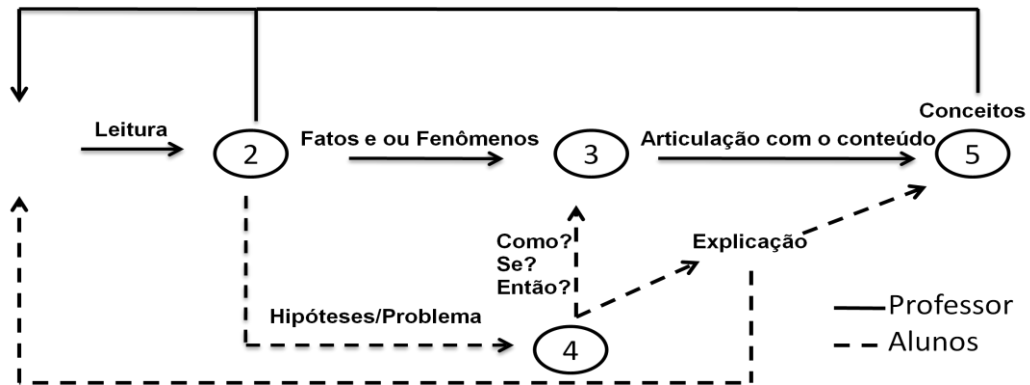 Conceitos
Leitura
2
Fatos e ou Fenômenos
3
Articulação com o conteúdo
5
Como?
Se?
Então?
Explicação
Hipóteses/Problema
4
Professor
Alunos